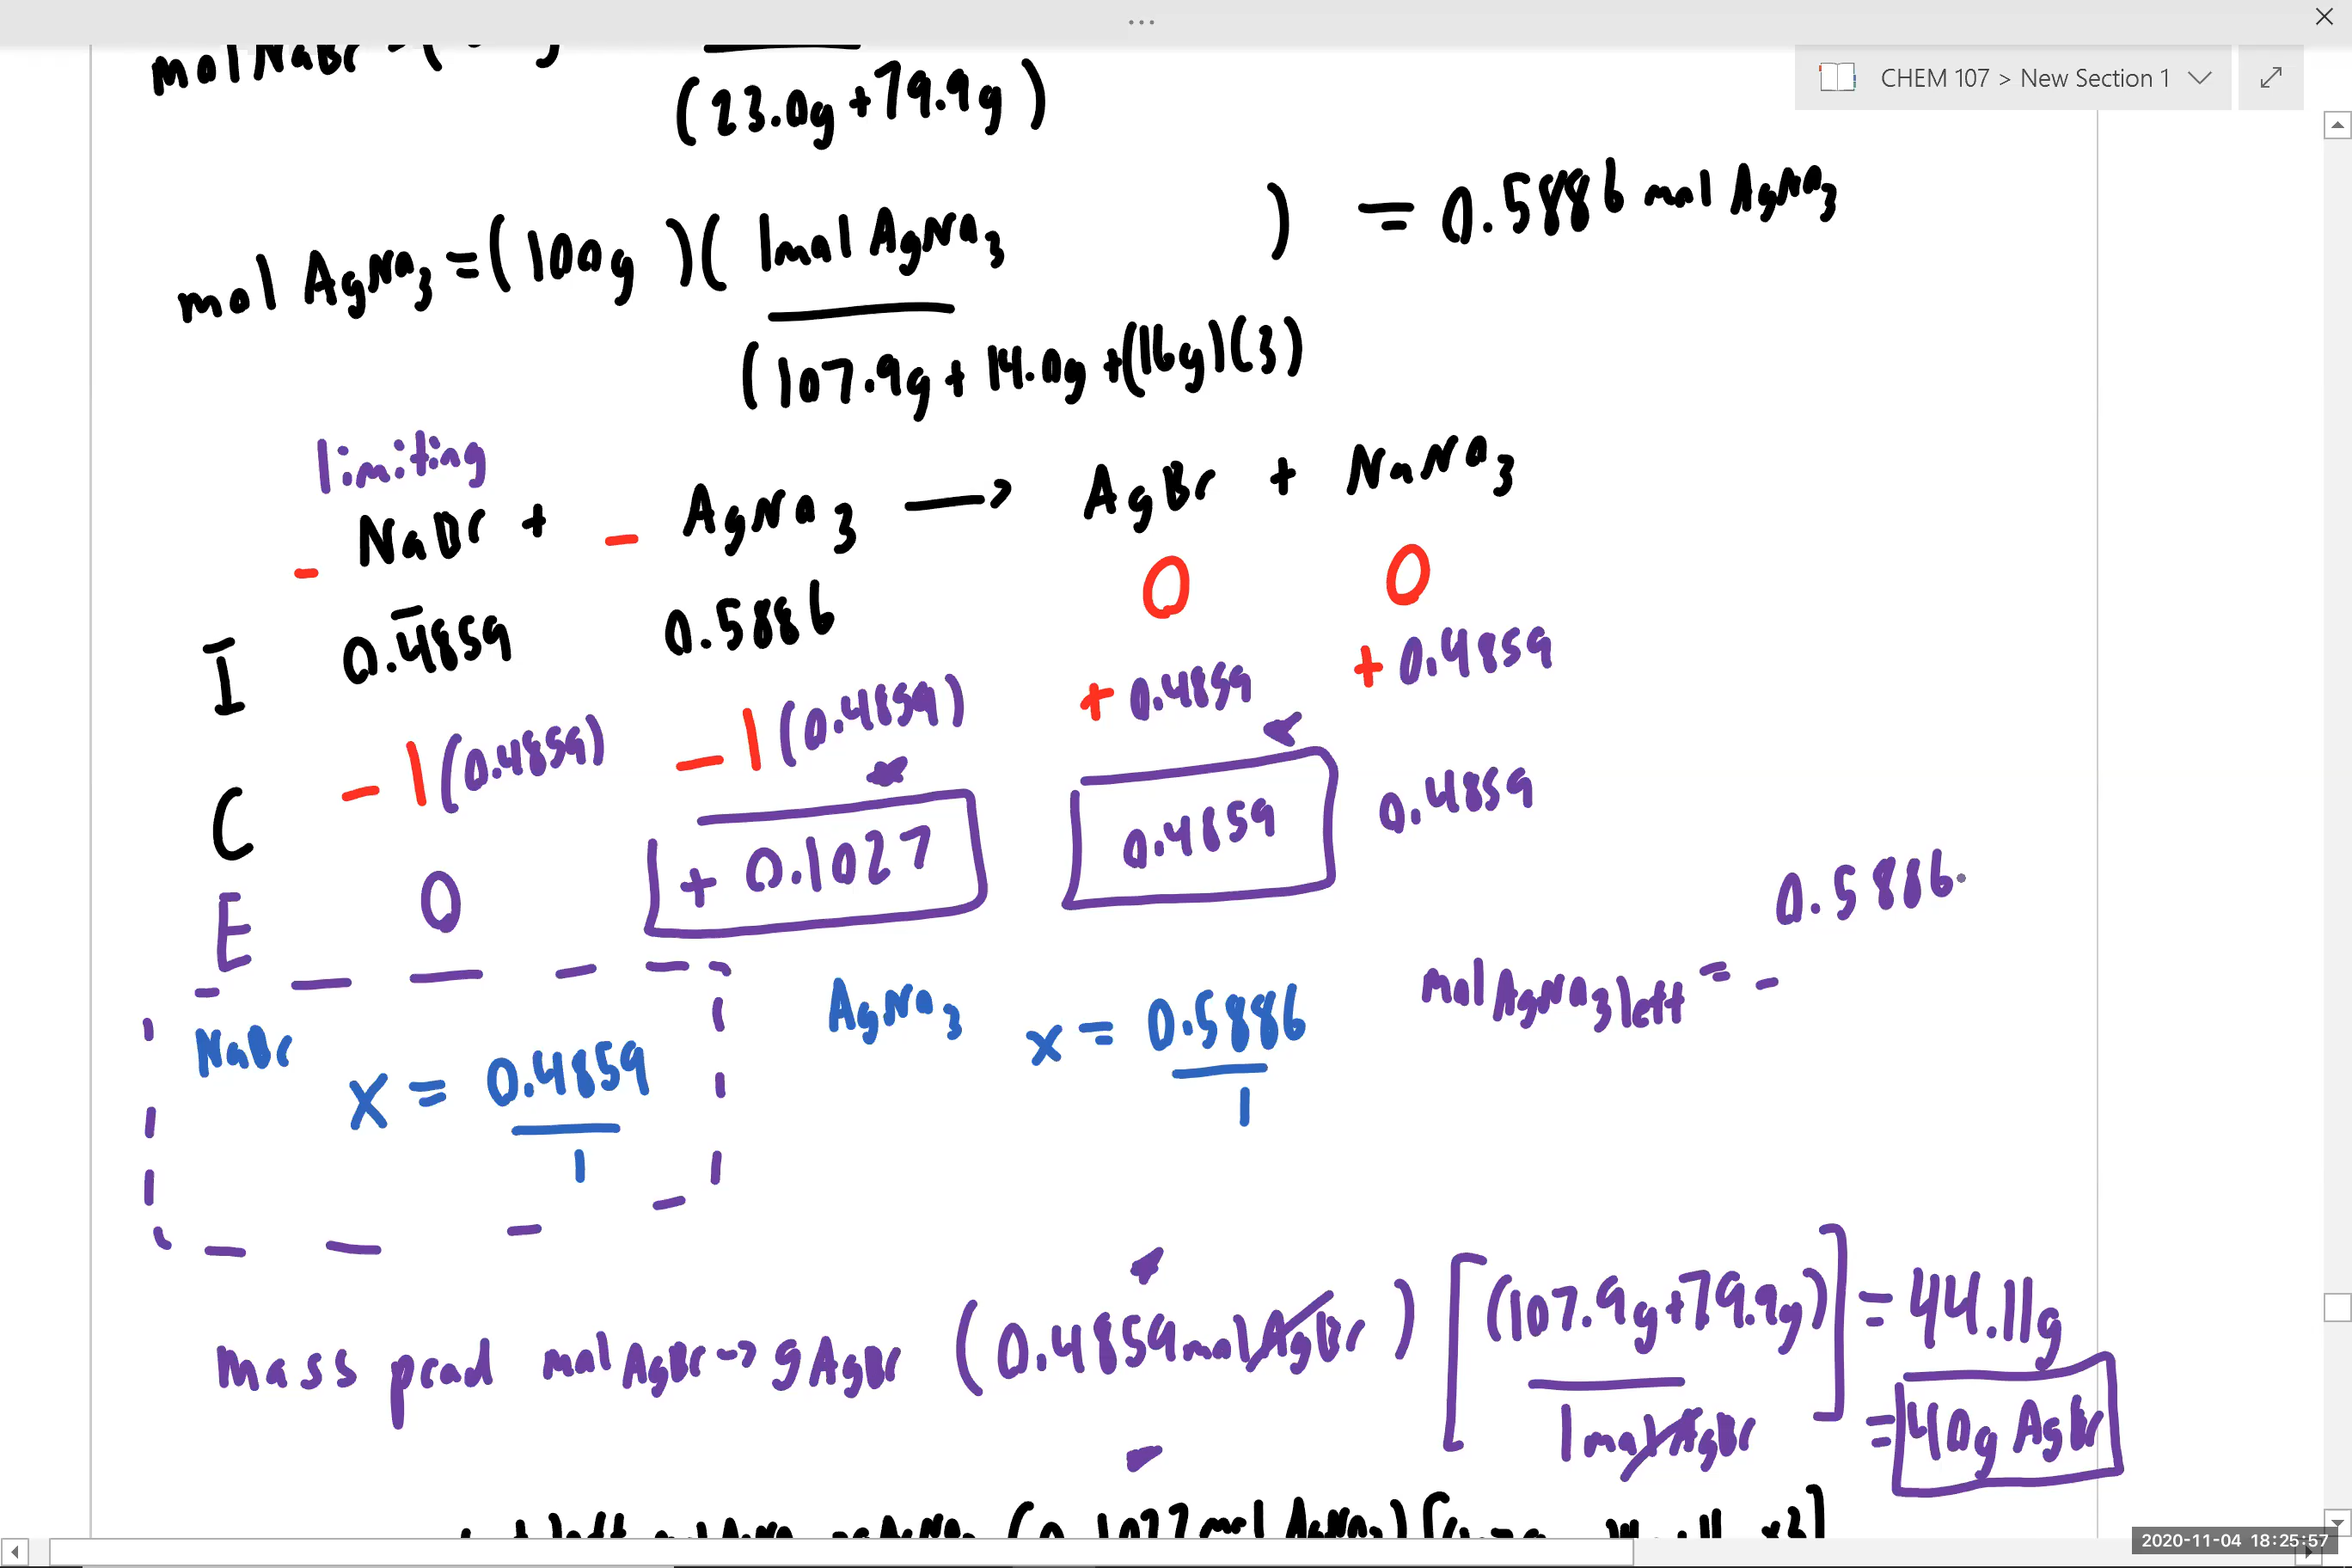 CHEM 107 > New Section 1
mol NaBr = (
(23.0g + 79.9g)
mol AgNO3 = (100g)( 1mol AgNO3 ) = 0.5886 mol AgNO3
(107.9g + 14.0g + (16g)(3))
limiting
- NaBr + - AgNO3 → AgBr + NaNO3
I 0.4859 0.5886 0 0
C -1(0.4859) -1(0.4859) + 0.4859 + 0.4859
E 0 + 0.1027 0.4859 0.4859
0.5886
mol AgNO3 left = -
NaBr x = 0.4859
1
AgNO3 x = 0.5886
1
mass prod mol AgBr → g AgBr (0.4859 mol AgBr) [(107.9g + 79.9g)] = 44.11g
1 mol AgBr = 40g AgBr
2020-11-04 18:25:57